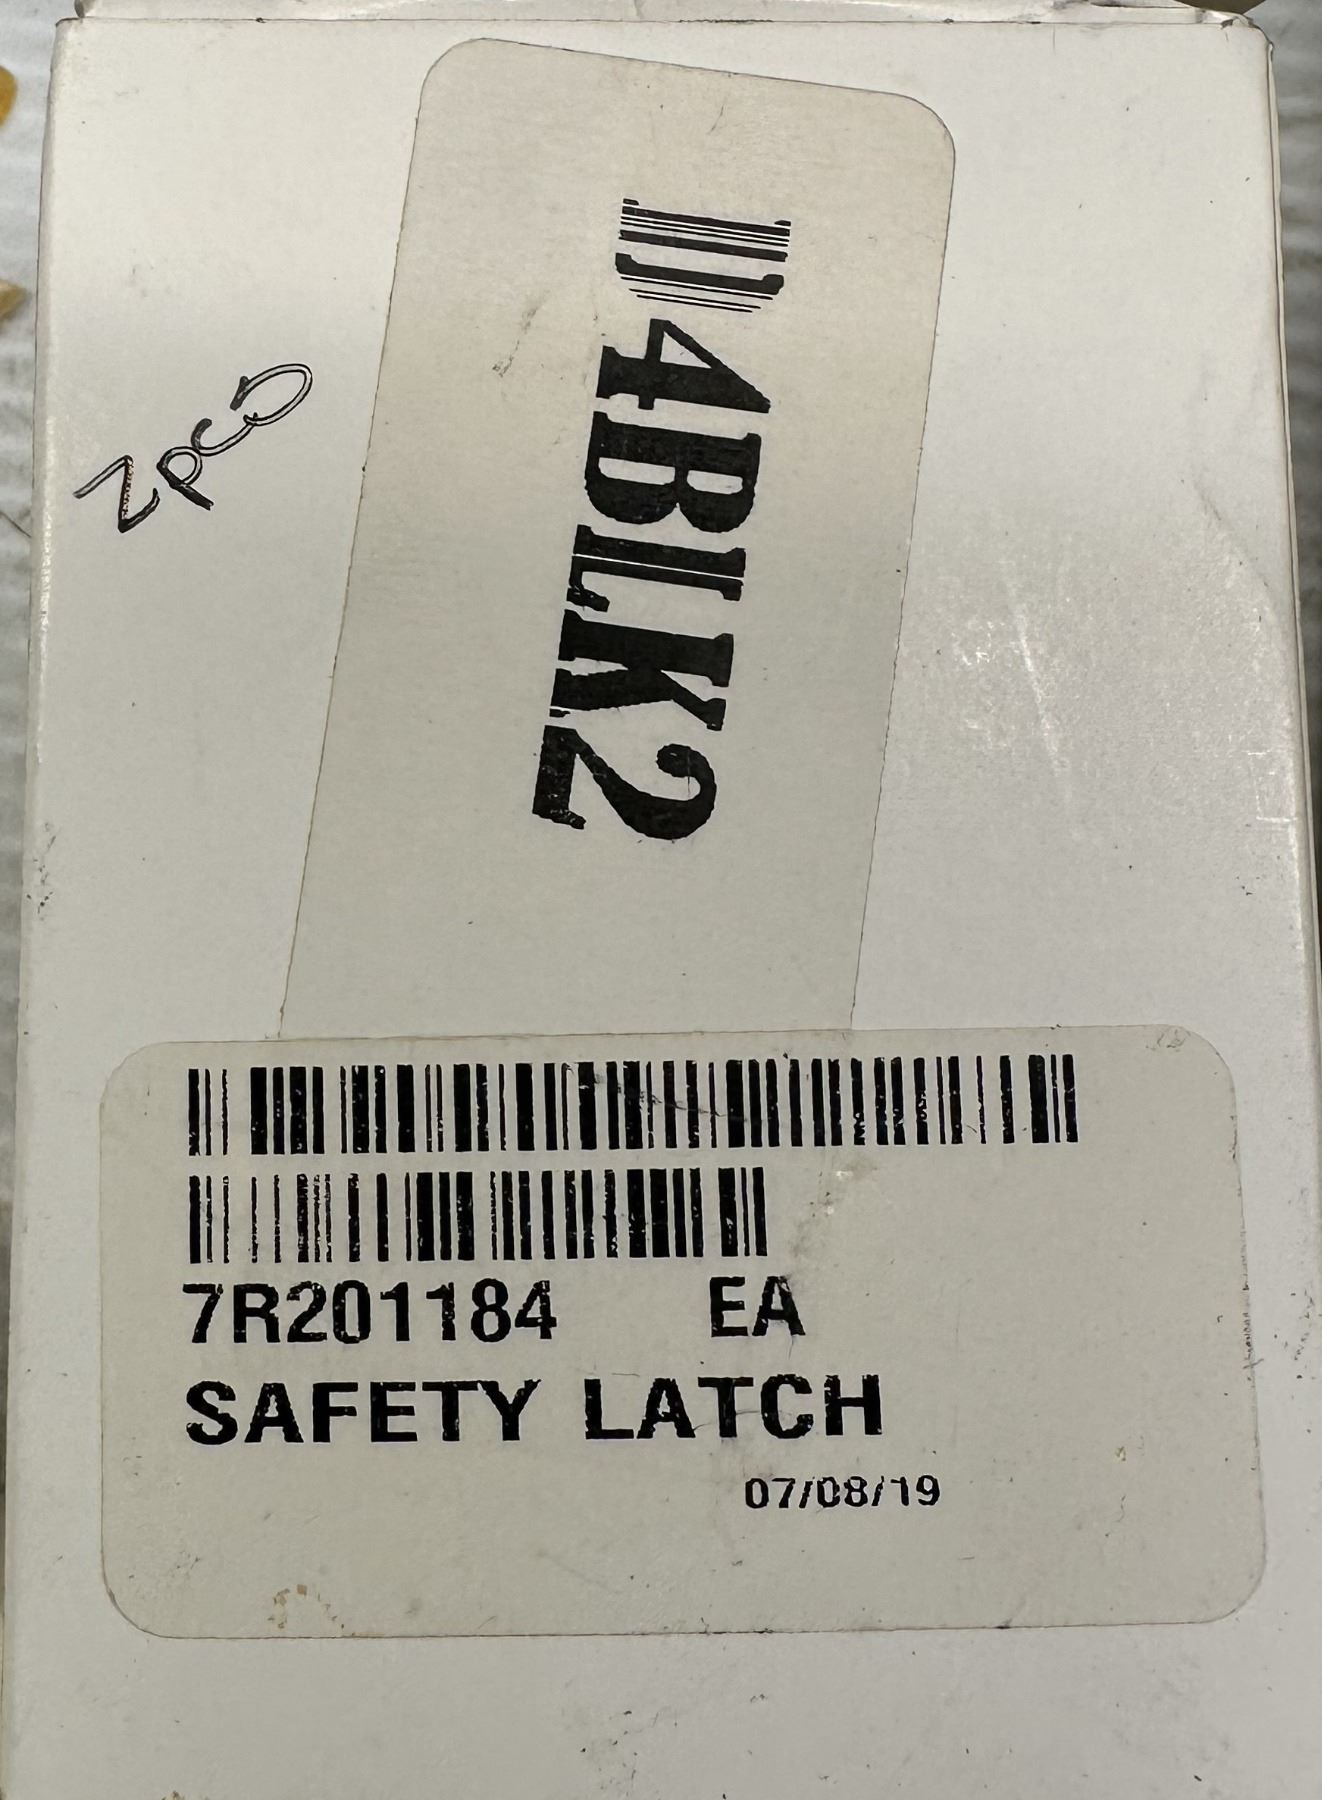 2pcs
4BLK2
7R201184 EA
SAFETY LATCH
07/08/19